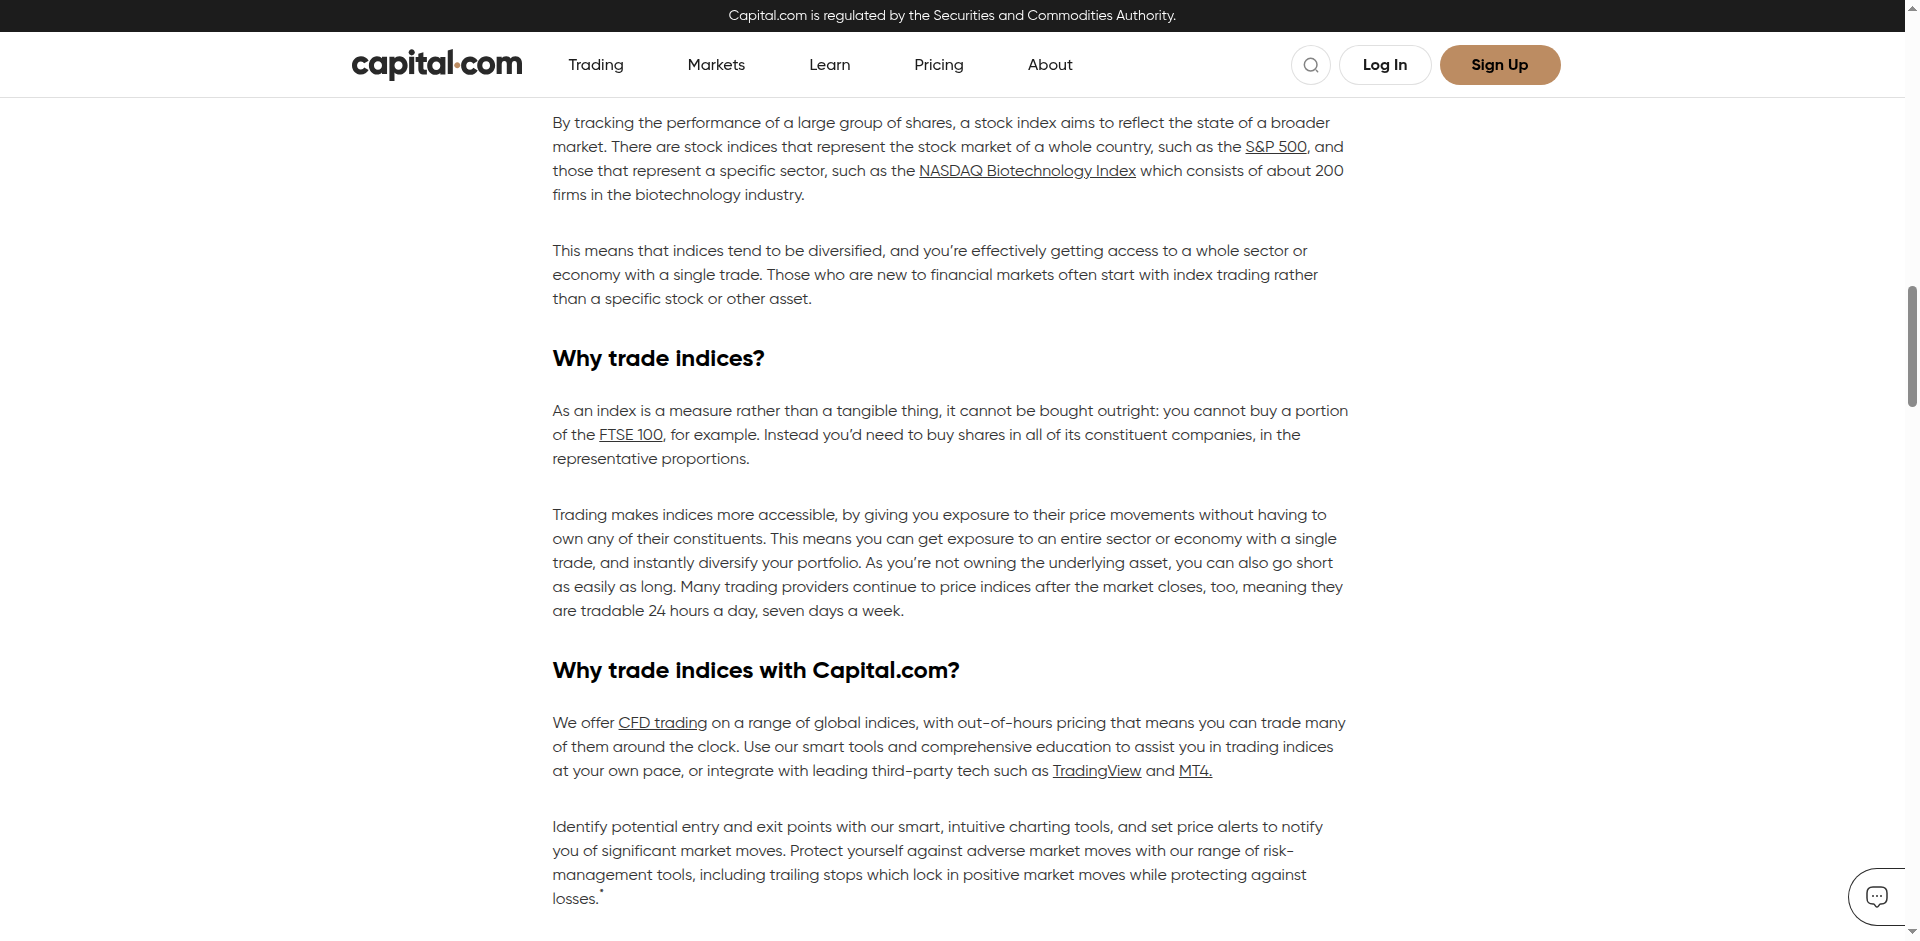 Capital.com is regulated by the Securities and Commodities Authority.
capital.com
Trading
Markets
Learn
Pricing
About
Log In
Sign Up
By tracking the performance of a large group of shares, a stock index aims to reflect the state of a broader
market. There are stock indices that represent the stock market of a whole country, such as the S&P 500, and
those that represent a specific sector, such as the NASDAQ Biotechnology Index which consists of about 200
firms in the biotechnology industry.
This means that indices tend to be diversified, and you’re effectively getting access to a whole sector or
economy with a single trade. Those who are new to financial markets often start with index trading rather
than a specific stock or other asset.
Why trade indices?
As an index is a measure rather than a tangible thing, it cannot be bought outright: you cannot buy a portion
of the FTSE 100, for example. Instead you’d need to buy shares in all of its constituent companies, in the
representative proportions.
Trading makes indices more accessible, by giving you exposure to their price movements without having to
own any of their constituents. This means you can get exposure to an entire sector or economy with a single
trade, and instantly diversify your portfolio. As you’re not owning the underlying asset, you can also go short
as easily as long. Many trading providers continue to price indices after the market closes, too, meaning they
are tradable 24 hours a day, seven days a week.
Why trade indices with Capital.com?
We offer CFD trading on a range of global indices, with out-of-hours pricing that means you can trade many
of them around the clock. Use our smart tools and comprehensive education to assist you in trading indices
at your own pace, or integrate with leading third-party tech such as TradingView and MT4.
Identify potential entry and exit points with our smart, intuitive charting tools, and set price alerts to notify
you of significant market moves. Protect yourself against adverse market moves with our range of risk-
management tools, including trailing stops which lock in positive market moves while protecting against
losses.*